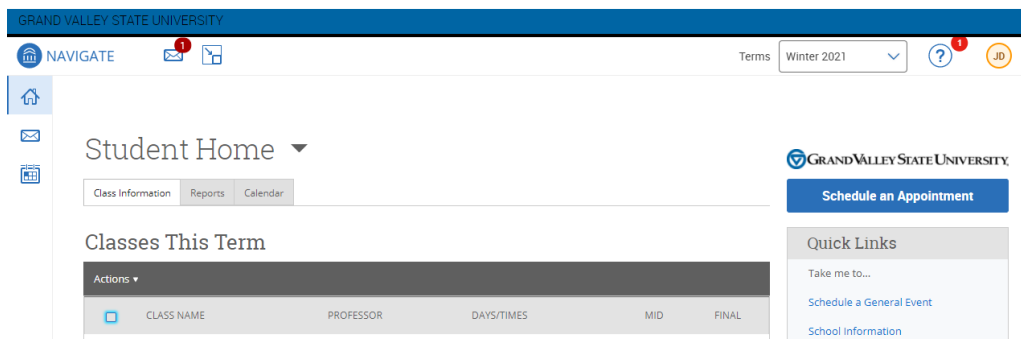 GRAND VALLEY STATE UNIVERSITY
NAVIGATE 1 Terms Winter 2021 ? 1 JD
Student Home
GRAND VALLEY STATE UNIVERSITY
Class Information Reports Calendar
Schedule an Appointment
Classes This Term
Quick Links
Actions
Take me to...
CLASS NAME PROFESSOR DAYS/TIMES MID FINAL
Schedule a General Event
School Information